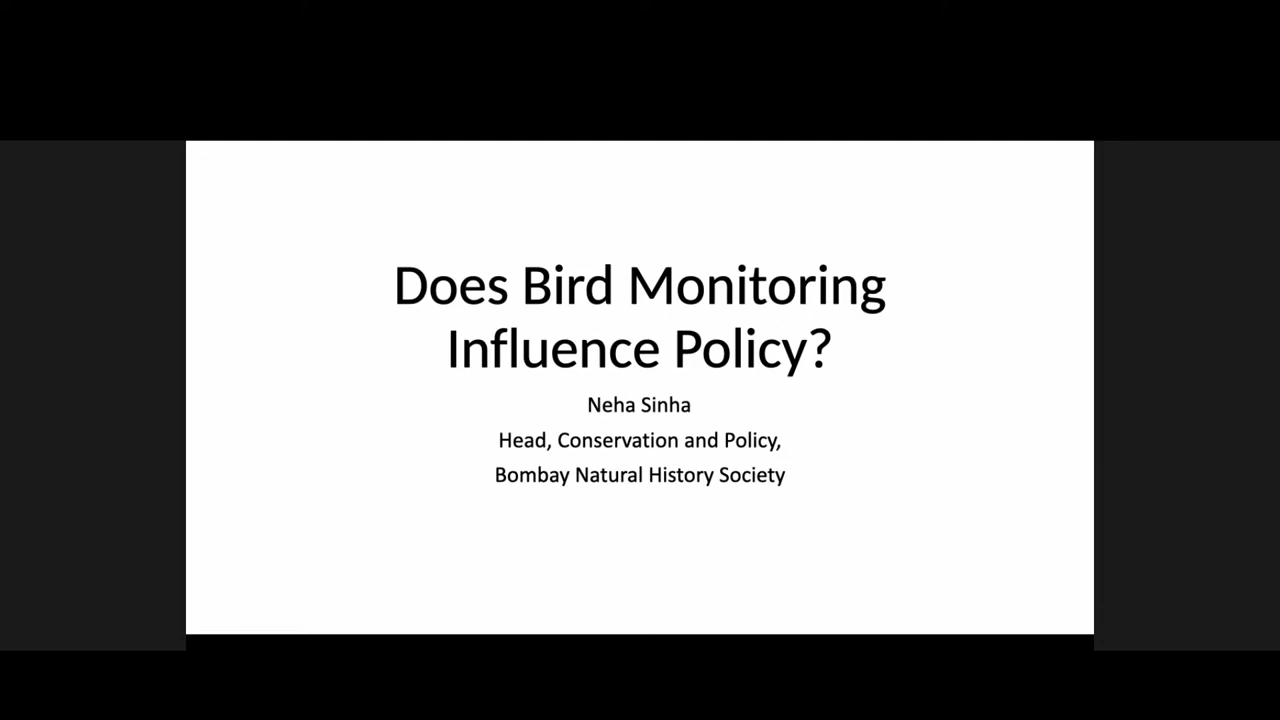 Does Bird Monitoring
Influence Policy?
Neha Sinha
Head, Conservation and Policy,
Bombay Natural History Society